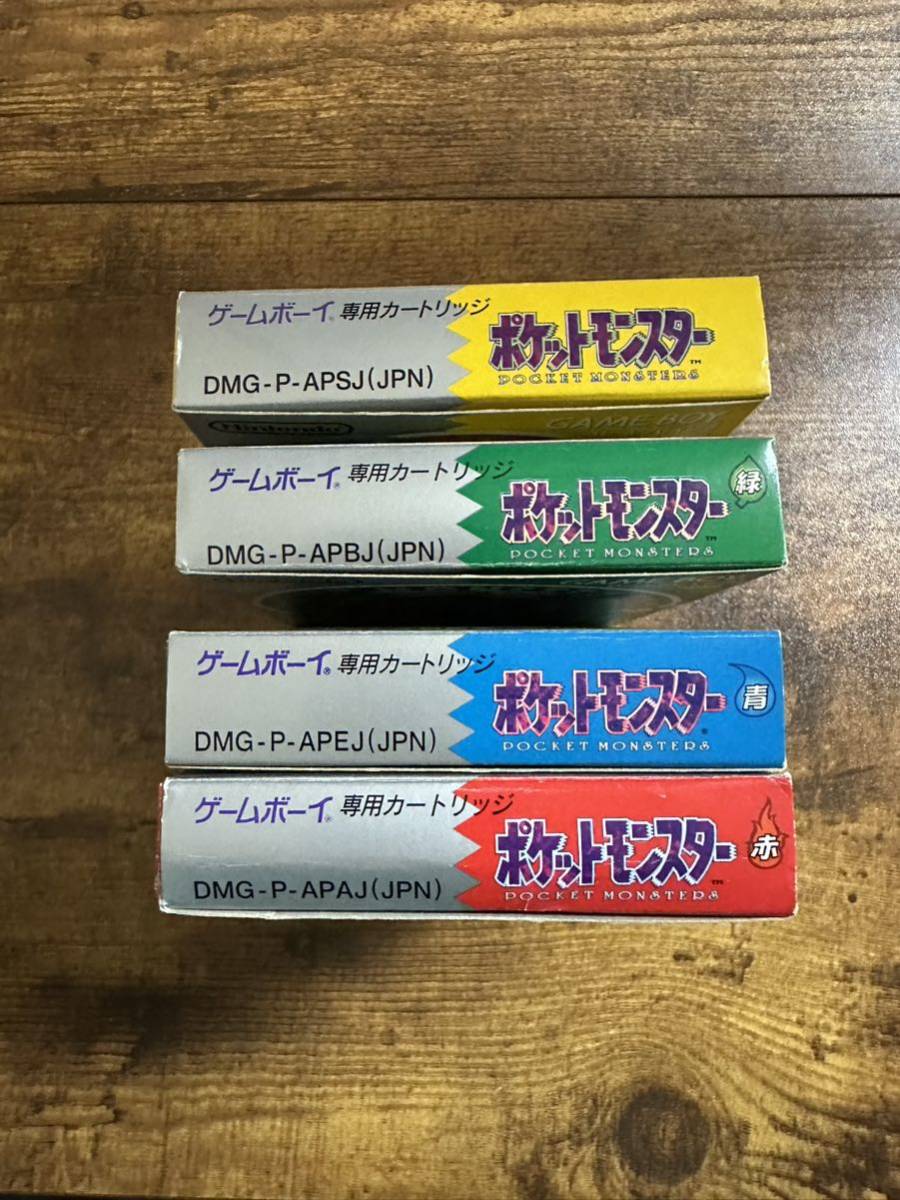 ゲームボーイ® 専用カートリッジ
DMG-P-APSJ(JPN)
ポケットモンスター™
POCKET MONSTERS
Nintendo
GAME BOY
ゲームボーイ® 専用カートリッジ
DMG-P-APBJ(JPN)
ポケットモンスター™
POCKET MONSTERS
緑
ゲームボーイ® 専用カートリッジ
DMG-P-APEJ(JPN)
ポケットモンスター®
POCKET MONSTERS
青
ゲームボーイ® 専用カートリッジ
DMG-P-APAJ(JPN)
ポケットモンスター™
POCKET MONSTERS
赤